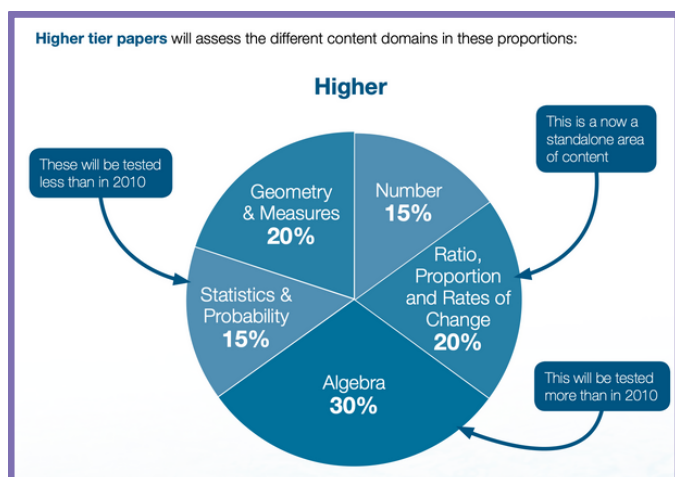 Higher tier papers will assess the different content domains in these proportions:
Higher
This is a now a
standalone area
of content
These will be tested
less than in 2010
Geometry
& Measures
20%
Number
15%
Ratio,
Proportion
and Rates of
Change
20%
Statistics &
Probability
15%
Algebra
30%
This will be tested
more than in 2010